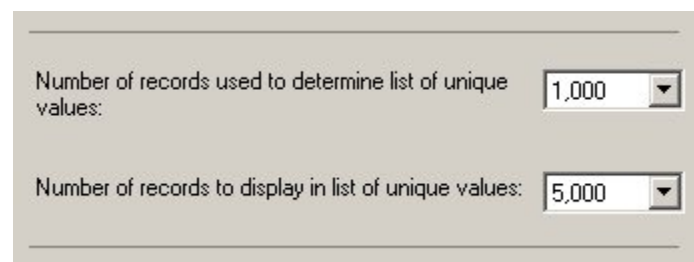 Number of records used to determine list of unique 1,000
values:
Number of records to display in list of unique values: 5,000